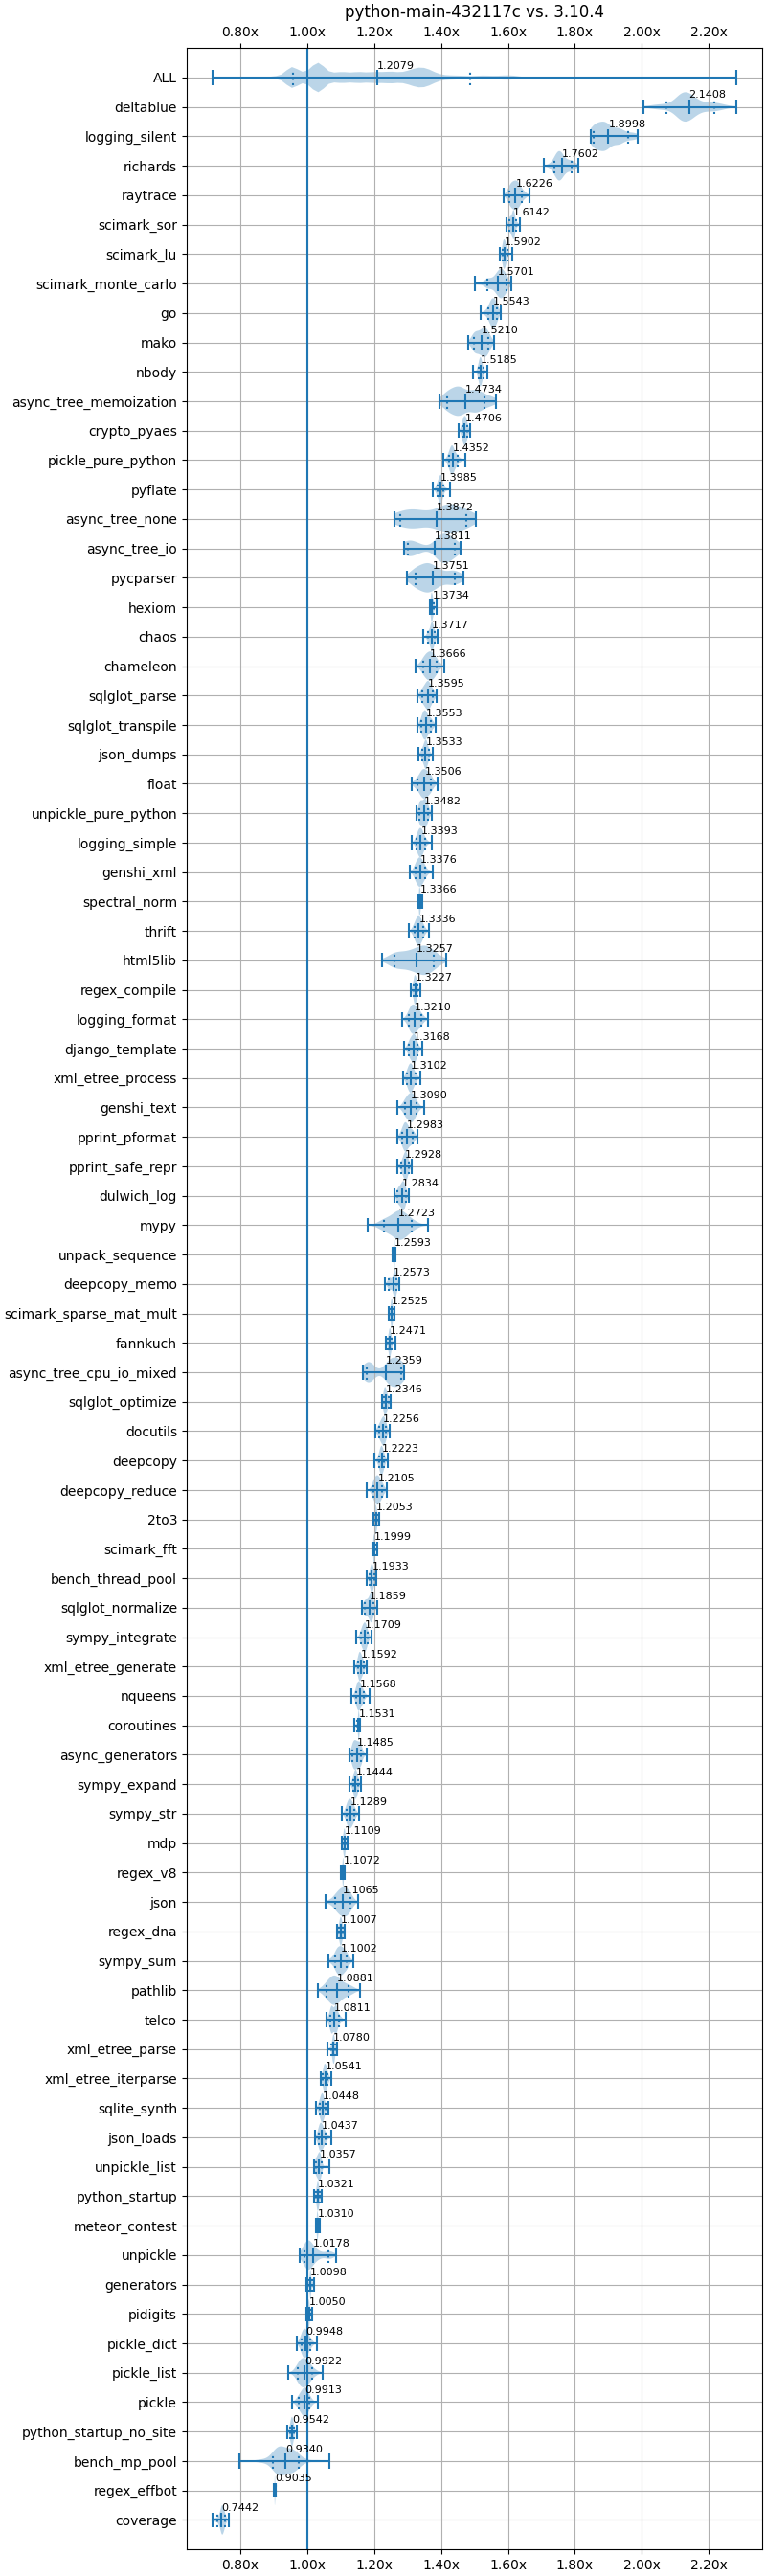 python-main-432117c vs. 3.10.4
0.80x 1.00x 1.20x 1.40x 1.60x 1.80x 2.00x 2.20x
ALL 1.2079
deltablue 2.1408
logging_silent 1.8998
richards 1.7602
raytrace 1.6226
scimark_sor 1.6142
scimark_lu 1.5902
scimark_monte_carlo 1.5701
go 1.5543
mako 1.5210
nbody 1.5185
async_tree_memoization 1.4734
crypto_pyaes 1.4706
pickle_pure_python 1.4352
pyflate 1.3985
async_tree_none 1.3872
async_tree_io 1.3811
pycparser 1.3751
hexiom 1.3734
chaos 1.3717
chameleon 1.3666
sqlglot_parse 1.3595
sqlglot_transpile 1.3553
json_dumps 1.3533
float 1.3506
unpickle_pure_python 1.3482
logging_simple 1.3393
genshi_xml 1.3376
spectral_norm 1.3366
thrift 1.3336
html5lib 1.3257
regex_compile 1.3227
logging_format 1.3210
django_template 1.3168
xml_etree_process 1.3102
genshi_text 1.3090
pprint_pformat 1.2983
pprint_safe_repr 1.2928
dulwich_log 1.2834
mypy 1.2723
unpack_sequence 1.2593
deepcopy_memo 1.2573
scimark_sparse_mat_mult 1.2525
fannkuch 1.2471
async_tree_cpu_io_mixed 1.2359
sqlglot_optimize 1.2346
docutils 1.2256
deepcopy 1.2223
deepcopy_reduce 1.2105
2to3 1.2053
scimark_fft 1.1999
bench_thread_pool 1.1933
sqlglot_normalize 1.1859
sympy_integrate 1.1709
xml_etree_generate 1.1592
nqueens 1.1568
coroutines 1.1531
async_generators 1.1485
sympy_expand 1.1444
sympy_str 1.1289
mdp 1.1109
regex_v8 1.1072
json 1.1065
regex_dna 1.1007
sympy_sum 1.1002
pathlib 1.0881
telco 1.0811
xml_etree_parse 1.0780
xml_etree_iterparse 1.0541
sqlite_synth 1.0448
json_loads 1.0437
unpickle_list 1.0357
python_startup 1.0321
meteor_contest 1.0310
unpickle 1.0178
generators 1.0098
pidigits 1.0050
pickle_dict 0.9948
pickle_list 0.9922
pickle 0.9913
python_startup_no_site 0.9542
bench_mp_pool 0.9340
regex_effbot 0.9035
coverage 0.7442
0.80x 1.00x 1.20x 1.40x 1.60x 1.80x 2.00x 2.20x